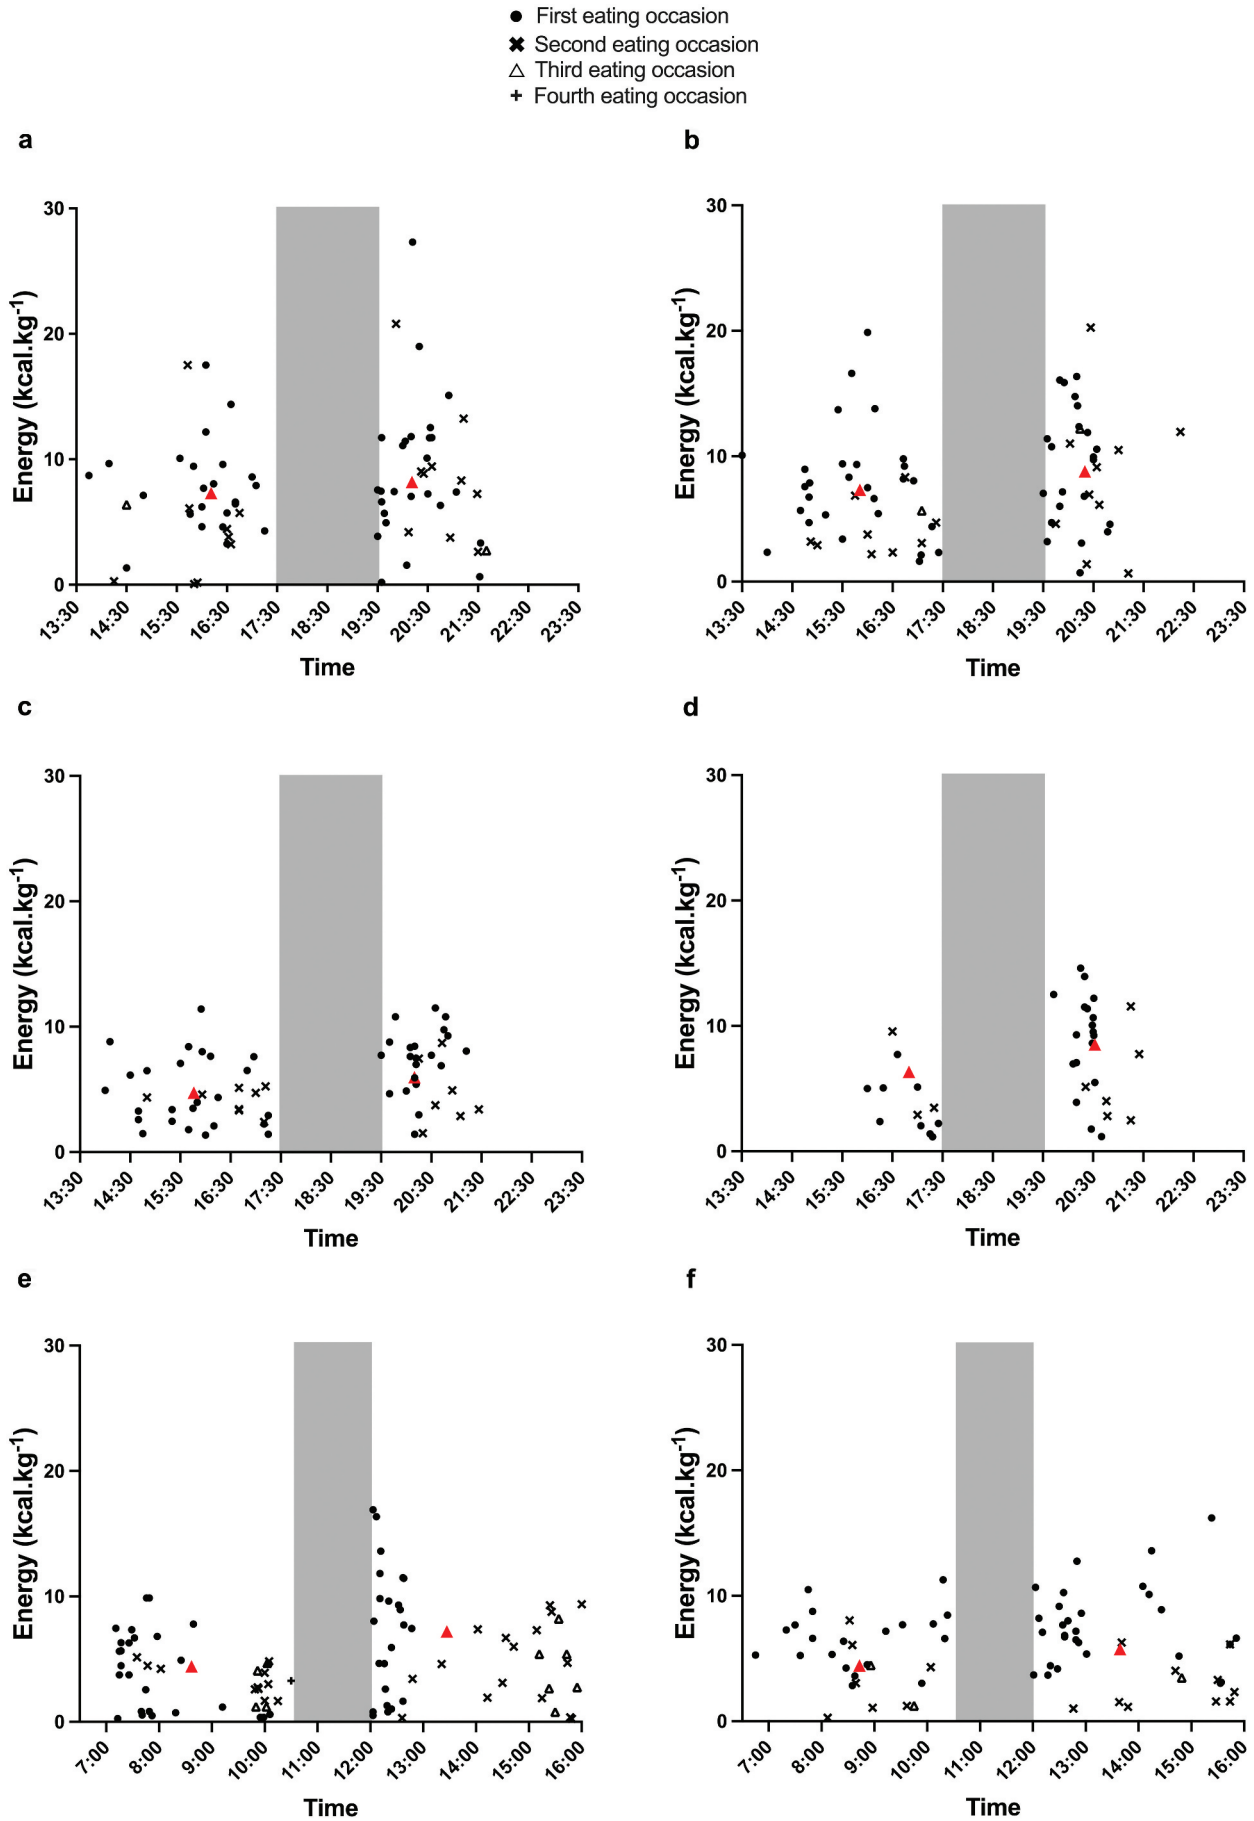 First eating occasion
Second eating occasion
Third eating occasion
Fourth eating occasion
a
30
20
10
0
Energy (kcal.kg⁻¹)
13:30 14:30 15:30 16:30 17:30 18:30 19:30 20:30 21:30 22:30 23:30
Time
b
30
20
10
0
Energy (kcal.kg⁻¹)
13:30 14:30 15:30 16:30 17:30 18:30 19:30 20:30 21:30 22:30 23:30
Time
c
30
20
10
0
Energy (kcal.kg⁻¹)
13:30 14:30 15:30 16:30 17:30 18:30 19:30 20:30 21:30 22:30 23:30
Time
d
30
20
10
0
Energy (kcal.kg⁻¹)
13:30 14:30 15:30 16:30 17:30 18:30 19:30 20:30 21:30 22:30 23:30
Time
e
30
20
10
0
Energy (kcal.kg⁻¹)
7:00 8:00 9:00 10:00 11:00 12:00 13:00 14:00 15:00 16:00
Time
f
30
20
10
0
Energy (kcal.kg⁻¹)
7:00 8:00 9:00 10:00 11:00 12:00 13:00 14:00 15:00 16:00
Time